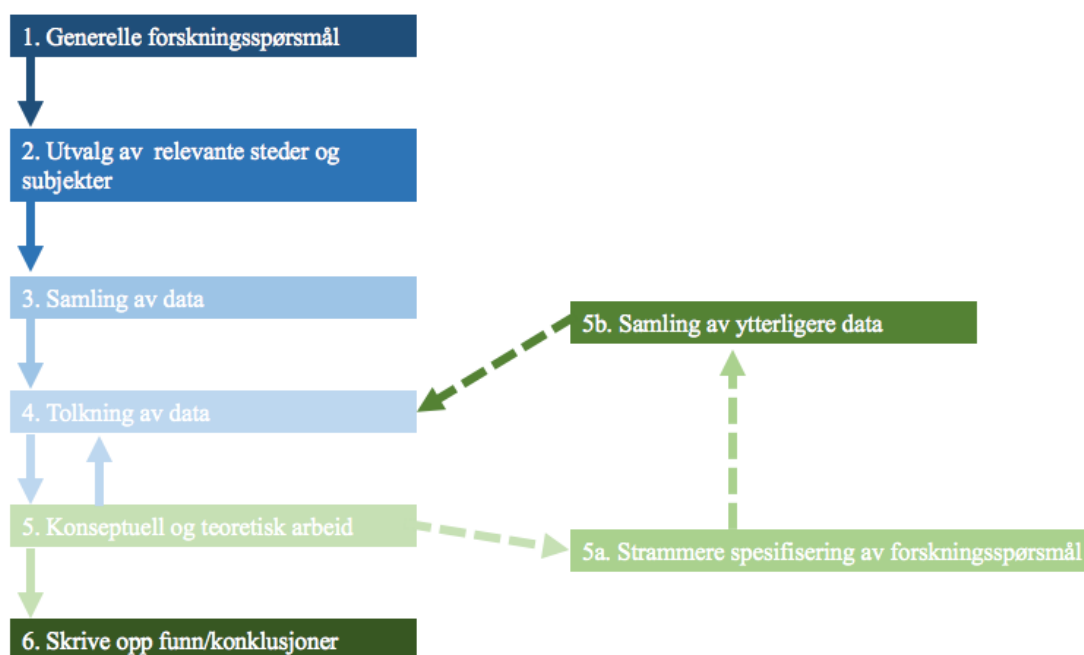 1. Generelle forskningsspørsmål
2. Utvalg av relevante steder og
subjekter
3. Samling av data
5b. Samling av ytterligere data
4. Tolkning av data
5. Konseptuell og teoretisk arbeid
5a. Strammere spesifisering av forskningsspørsmål
6. Skrive opp funn/konklusjoner